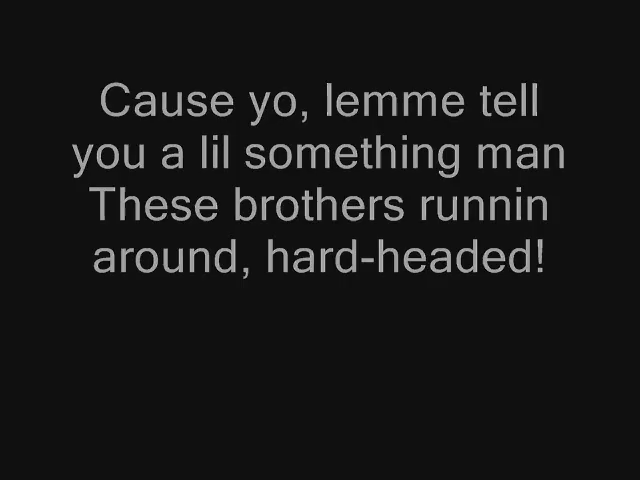 Cause yo, lemme tell
you a lil something man
These brothers runnin
around, hard-headed!